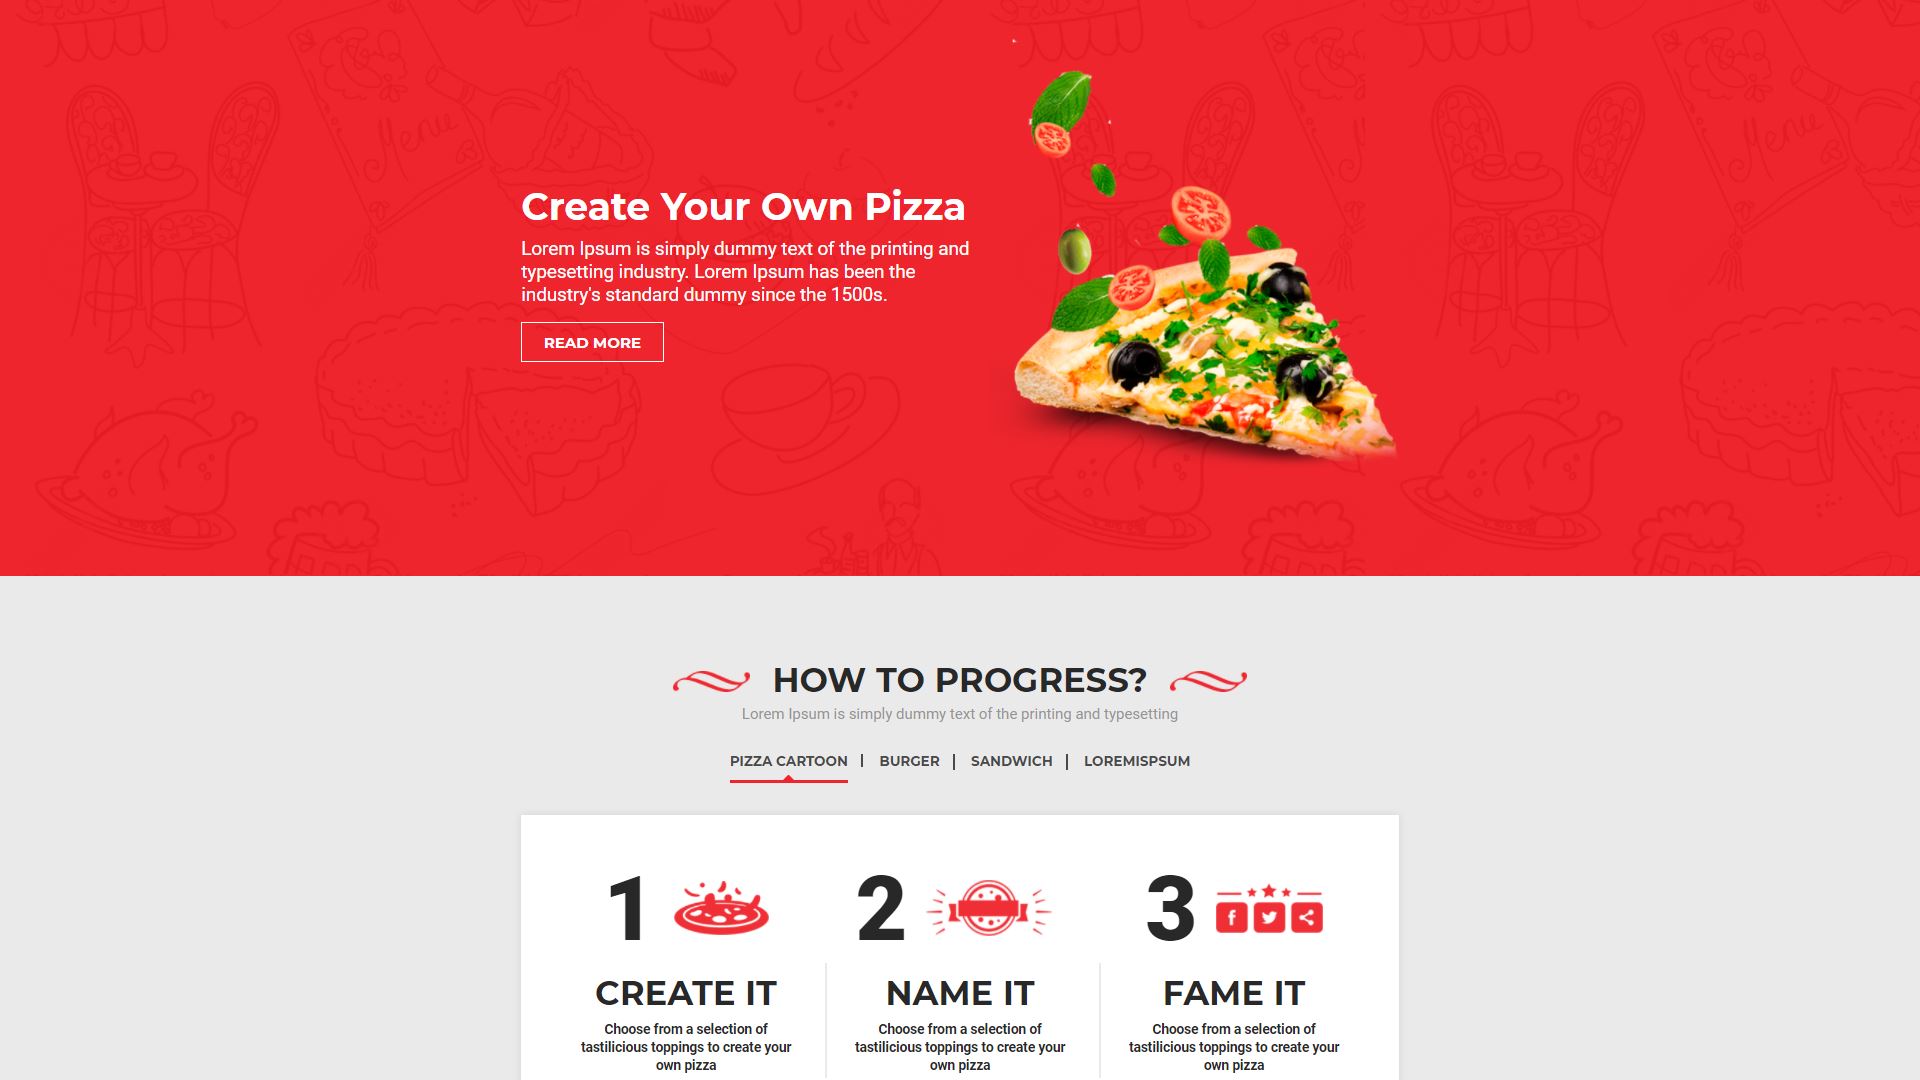 Menu
Menu
Create Your Own Pizza
Lorem Ipsum is simply dummy text of the printing and
typesetting industry. Lorem Ipsum has been the
industry's standard dummy since the 1500s.
READ MORE
HOW TO PROGRESS?
Lorem Ipsum is simply dummy text of the printing and typesetting
PIZZA CARTOON | BURGER | SANDWICH | LOREMISPSUM
1 2 3
CREATE IT NAME IT FAME IT
Choose from a selection of Choose from a selection of Choose from a selection of
tastilicious toppings to create your tastilicious toppings to create your tastilicious toppings to create your
own pizza own pizza own pizza